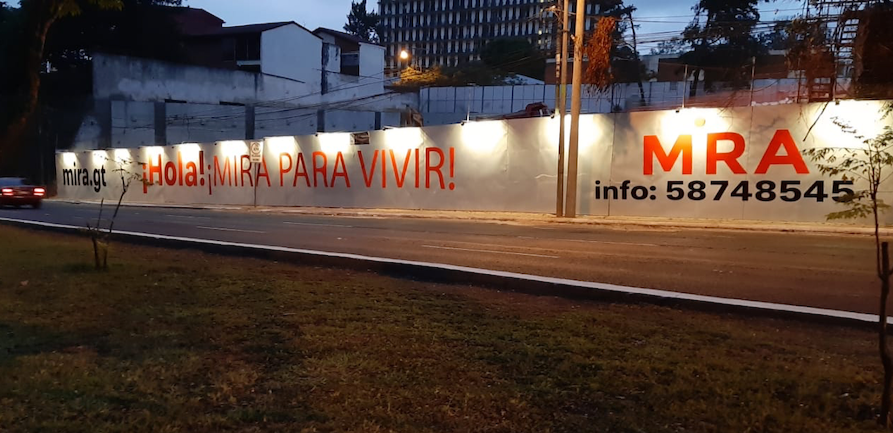 mira.gt
¡Hola! ¡MIRA PARA VIVIR!
MRA
info: 58748545